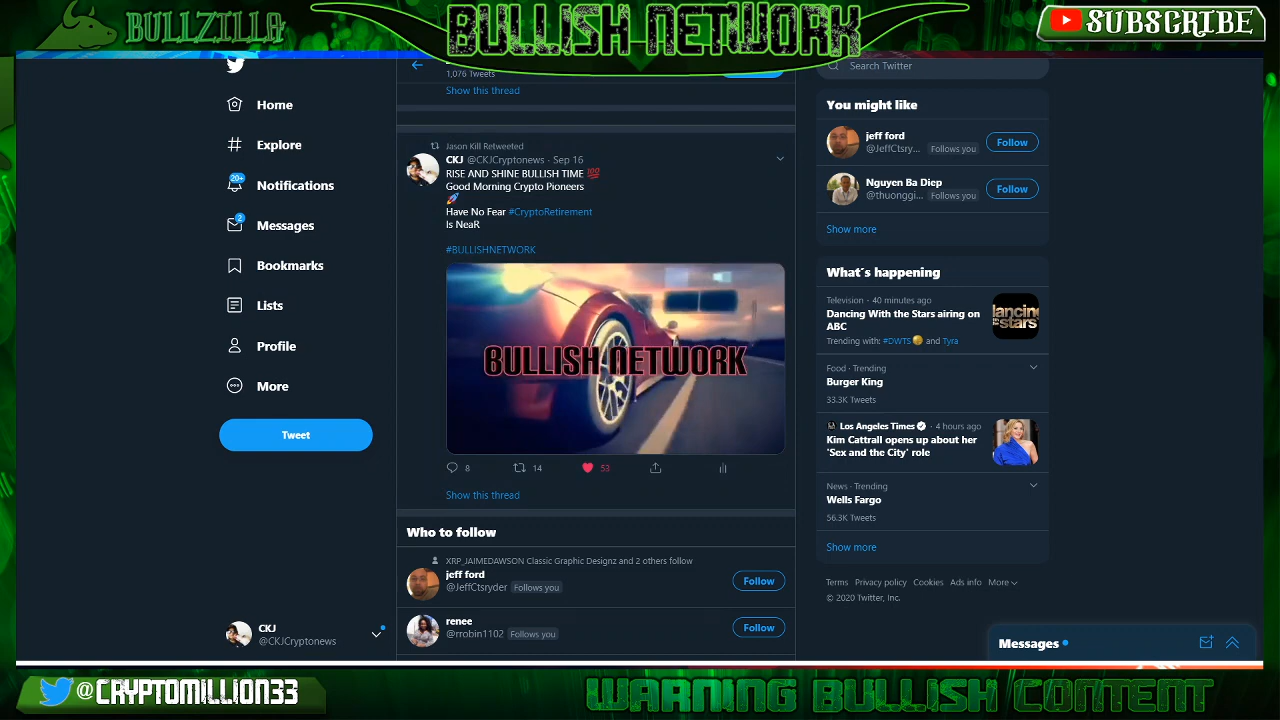 BULLZILLA
BULLISH NETWORK
SUBSCRIBE
Home
Explore
20+
Notifications
2
Messages
Bookmarks
Lists
Profile
More
Tweet
CKJ
@CKJCryptonews
1,076 Tweets
Show this thread
Jason Kill Retweeted
CKJ @CKJCryptonews · Sep 16
RISE AND SHINE BULLISH TIME 💯
Good Morning Crypto Pioneers
🚀
Have No Fear #CryptoRetirement
Is NeaR
#BULLISHNETWORK
BULLISH NETWORK
8 14 53
Show this thread
Who to follow
XRP_JAIMEDAWSON Classic Graphic Designz and 2 others follow
jeff ford
@JeffCtsryder Follows you
Follow
renee
@rrobin1102 Follows you
Follow
Search Twitter
You might like
jeff ford
@JeffCtsry... Follows you
Follow
Nguyen Ba Diep
@thuonggi... Follows you
Follow
Show more
What's happening
Television · 40 minutes ago
Dancing With the Stars airing on
ABC
Trending with: #DWTS and Tyra
Food · Trending
Burger King
33.3K Tweets
Los Angeles Times · 4 hours ago
Kim Cattrall opens up about her
'Sex and the City' role
News · Trending
Wells Fargo
56.3K Tweets
Show more
Terms Privacy policy Cookies Ads info More
© 2020 Twitter, Inc.
Messages
@CRYPTOMILLION33
WARNING BULLISH CONTENT